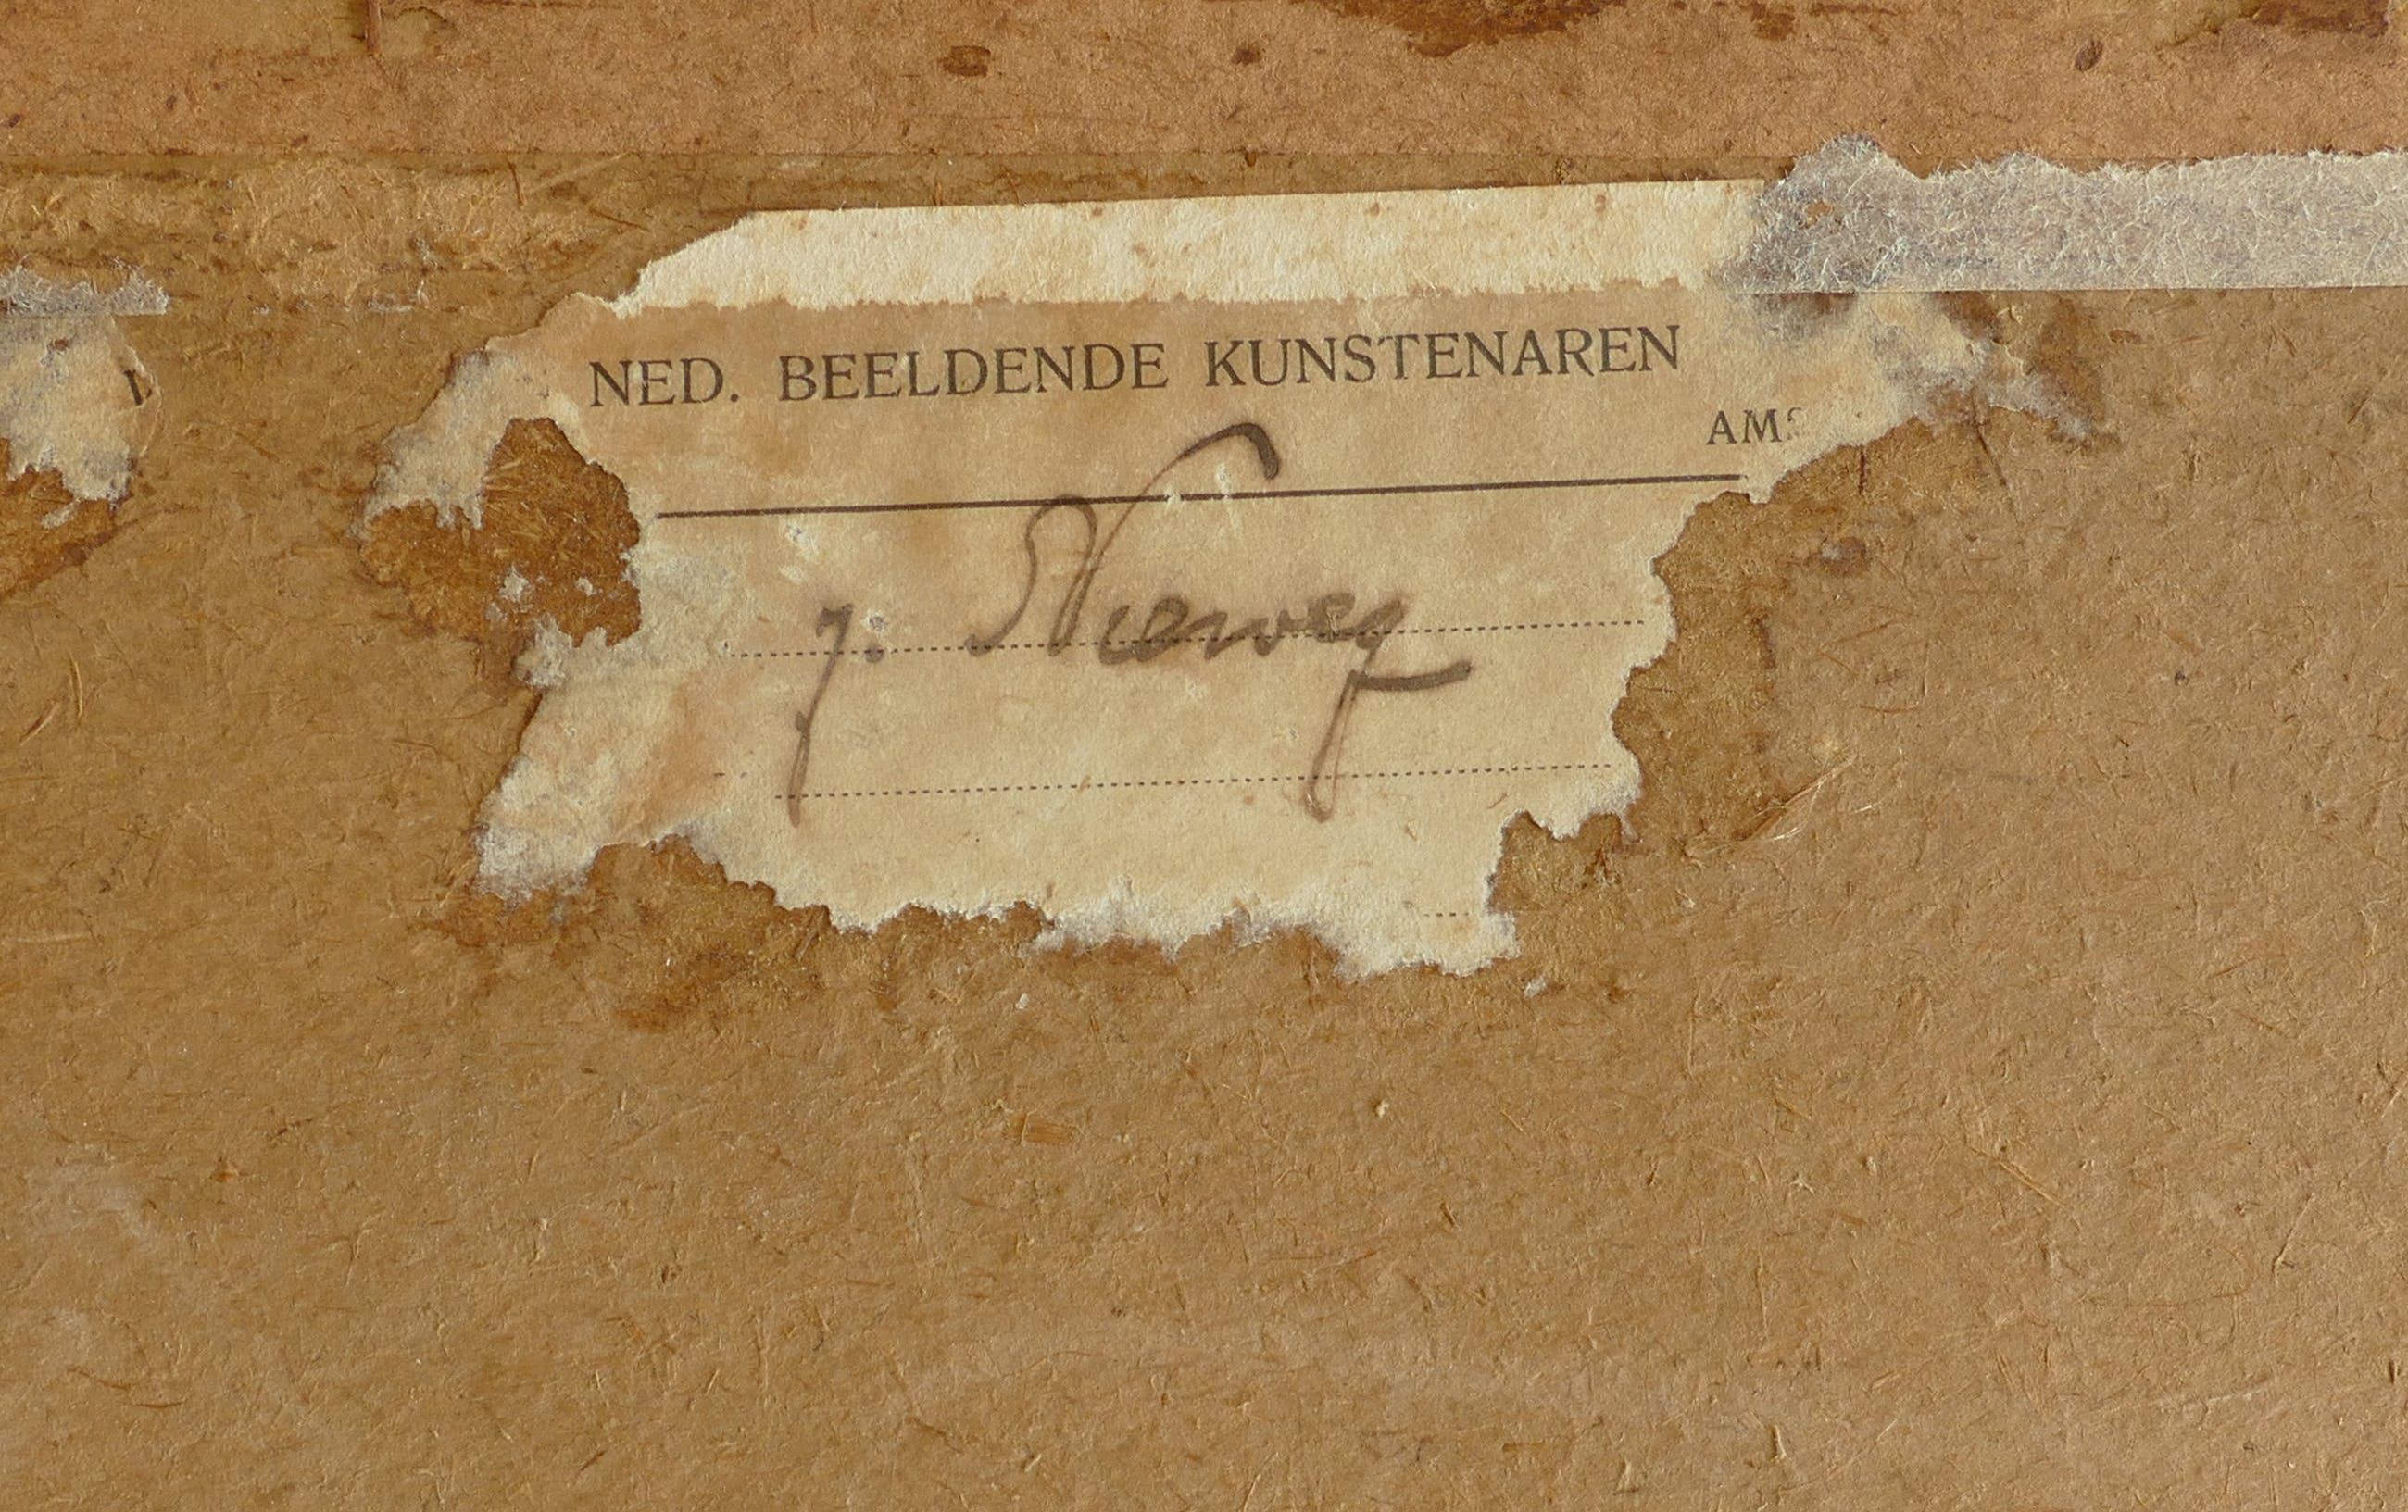 NED. BEELDENDE KUNSTENAREN
AMS
J. Nieweg